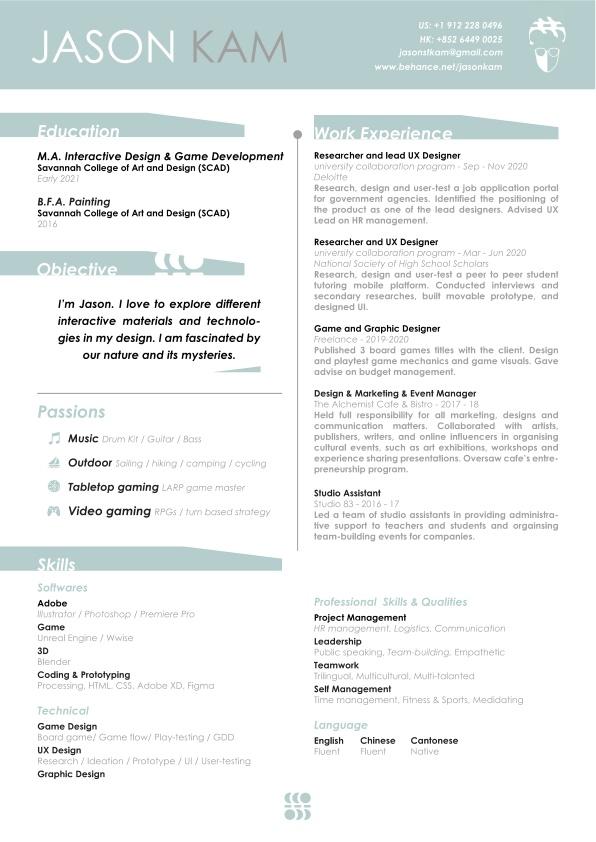 JASON KAM
US: +1 912 228 0496
HK: +852 6449 0025
jasonsfkam@gmail.com
www.behance.net/jasonkam
Education
M.A. Interactive Design & Game Development
Savannah College of Art and Design (SCAD)
Early 2021
B.F.A. Painting
Savannah College of Art and Design (SCAD)
2016
Objective
I'm Jason. I love to explore different
interactive materials and technolo-
gies in my design. I am fascinated by
our nature and its mysteries.
Passions
Music Drum Kit / Guitar / Bass
Outdoor Sailing / hiking / camping / cycling
Tabletop gaming LARP game master
Video gaming RPGs / turn based strategy
Work Experience
Researcher and lead UX Designer
university collaboration program - Sep - Nov 2020
Deloitte
Research, design and user-test a job application portal
for government agencies. Identified the positioning of
the product as one of the lead designers. Advised UX
Lead on HR management.
Researcher and UX Designer
university collaboration program - Mar - Jun 2020
National Society of High School Scholars
Research, design and user-test a peer to peer student
tutoring mobile platform. Conducted interviews and
secondary researches, built movable prototype, and
designed UI.
Game and Graphic Designer
Freelance - 2019-2020
Published 3 board games titles with the client. Design
and playtest game mechanics and game visuals. Gave
advise on budget management.
Design & Marketing & Event Manager
The Alchemist Cafe & Bistro - 2017 - 18
Held full responsibility for all marketing, designs and
communication matters. Collaborated with artists,
publishers, writers, and online influencers in organising
cultural events, such as art exhibitions, workshops and
experience sharing presentations. Oversaw cafe's entre-
preneurship program.
Studio Assistant
Studio 83 - 2016 - 17
Led a team of studio assistants in providing administra-
tive support to teachers and students and orgainsing
team-building events for companies.
Skills
Softwares
Adobe
Illustrator / Photoshop / Premiere Pro
Game
Unreal Engine / Wwise
3D
Blender
Coding & Prototyping
Processing, HTML, CSS, Adobe XD, Figma
Technical
Game Design
Board game/ Game flow/ Play-testing / GDD
UX Design
Research / Ideation / Prototype / UI / User-testing
Graphic Design
Professional Skills & Qualities
Project Management
HR management, Logistics, Communication
Leadership
Public speaking, Team-building, Empathetic
Teamwork
Trilingual, Multicultural, Multi-talanted
Self Management
Time management, Fitness & Sports, Medidating
Language
English Chinese Cantonese
Fluent Fluent Native